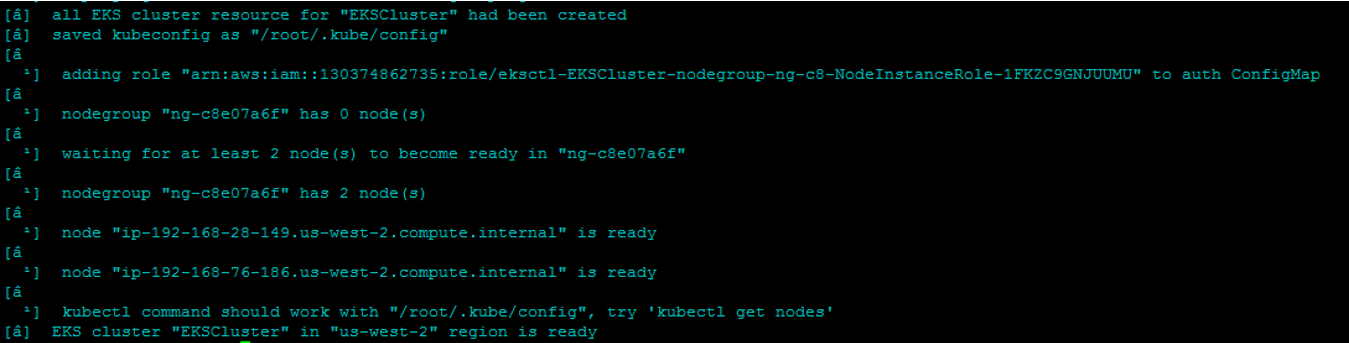 [â]  all EKS cluster resource for "EKSCluster" had been created
[â]  saved kubeconfig as "/root/.kube/config"
[â
  ¹]  adding role "arn:aws:iam::130374862735:role/eksctl-EKSCluster-nodegroup-ng-c8-NodeInstanceRole-1FKZC9GNJUUMU" to auth ConfigMap
[â
  ¹]  nodegroup "ng-c8e07a6f" has 0 node(s)
[â
  ¹]  waiting for at least 2 node(s) to become ready in "ng-c8e07a6f"
[â
  ¹]  nodegroup "ng-c8e07a6f" has 2 node(s)
[â
  ¹]  node "ip-192-168-28-149.us-west-2.compute.internal" is ready
[â
  ¹]  node "ip-192-168-76-186.us-west-2.compute.internal" is ready
[â
  ¹]  kubectl command should work with "/root/.kube/config", try 'kubectl get nodes'
[â]  EKS cluster "EKSCluster" in "us-west-2" region is ready